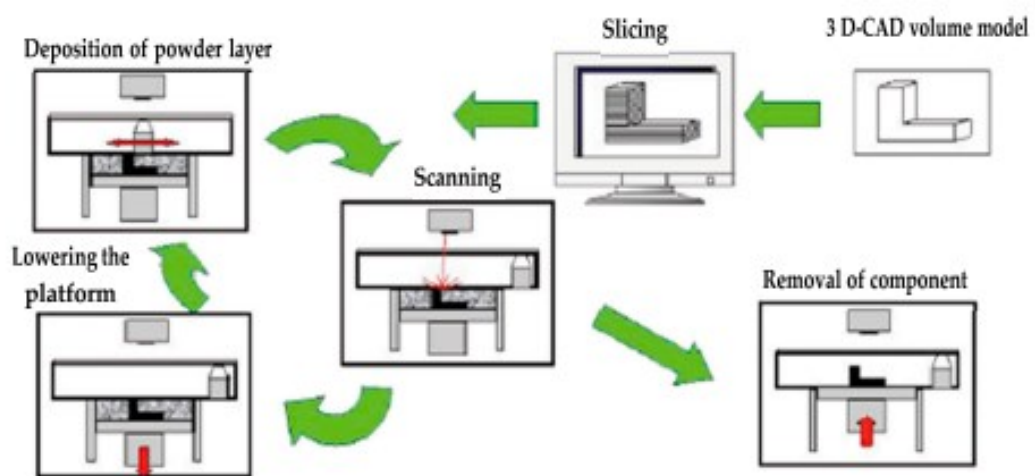 3 D-CAD volume model
Slicing
Deposition of powder layer
Scanning
Lowering the
platform
Removal of component